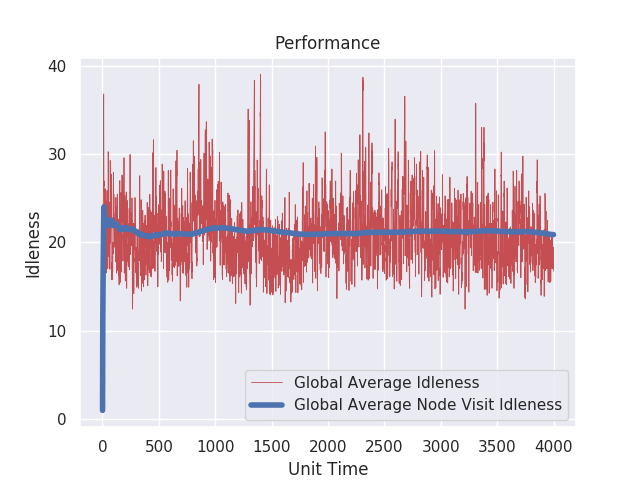 Performance
40
30
20
10
0
Idleness
Global Average Idleness
Global Average Node Visit Idleness
0 500 1000 1500 2000 2500 3000 3500 4000
Unit Time